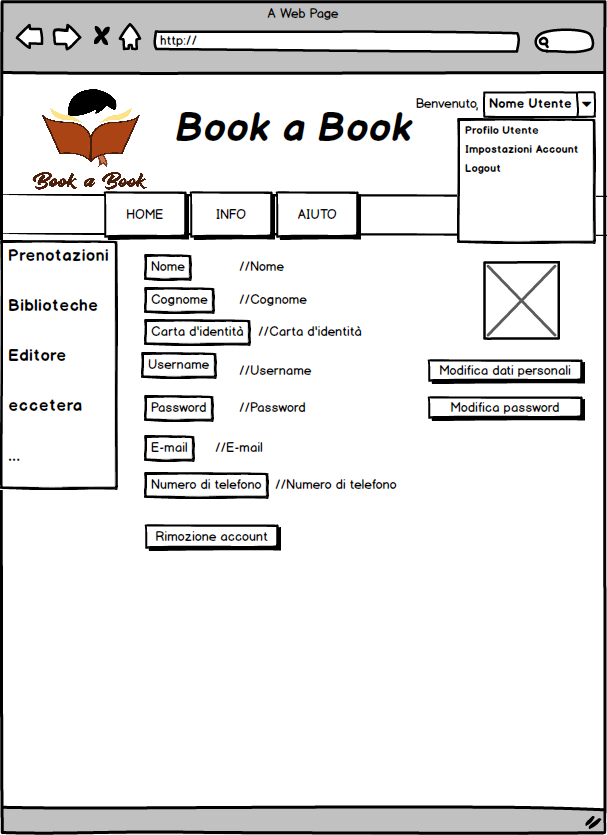 A Web Page
http://
Benvenuto, Nome Utente
Book a Book
Profilo Utente
Impostazioni Account
Logout
Book a Book
HOME
INFO
AIUTO
Prenotazioni
Biblioteche
Editore
eccetera
...
Nome //Nome
Cognome //Cognome
Carta d'identità //Carta d'identità
Username //Username
Password //Password
E-mail //E-mail
Numero di telefono //Numero di telefono
Rimozione account
Modifica dati personali
Modifica password